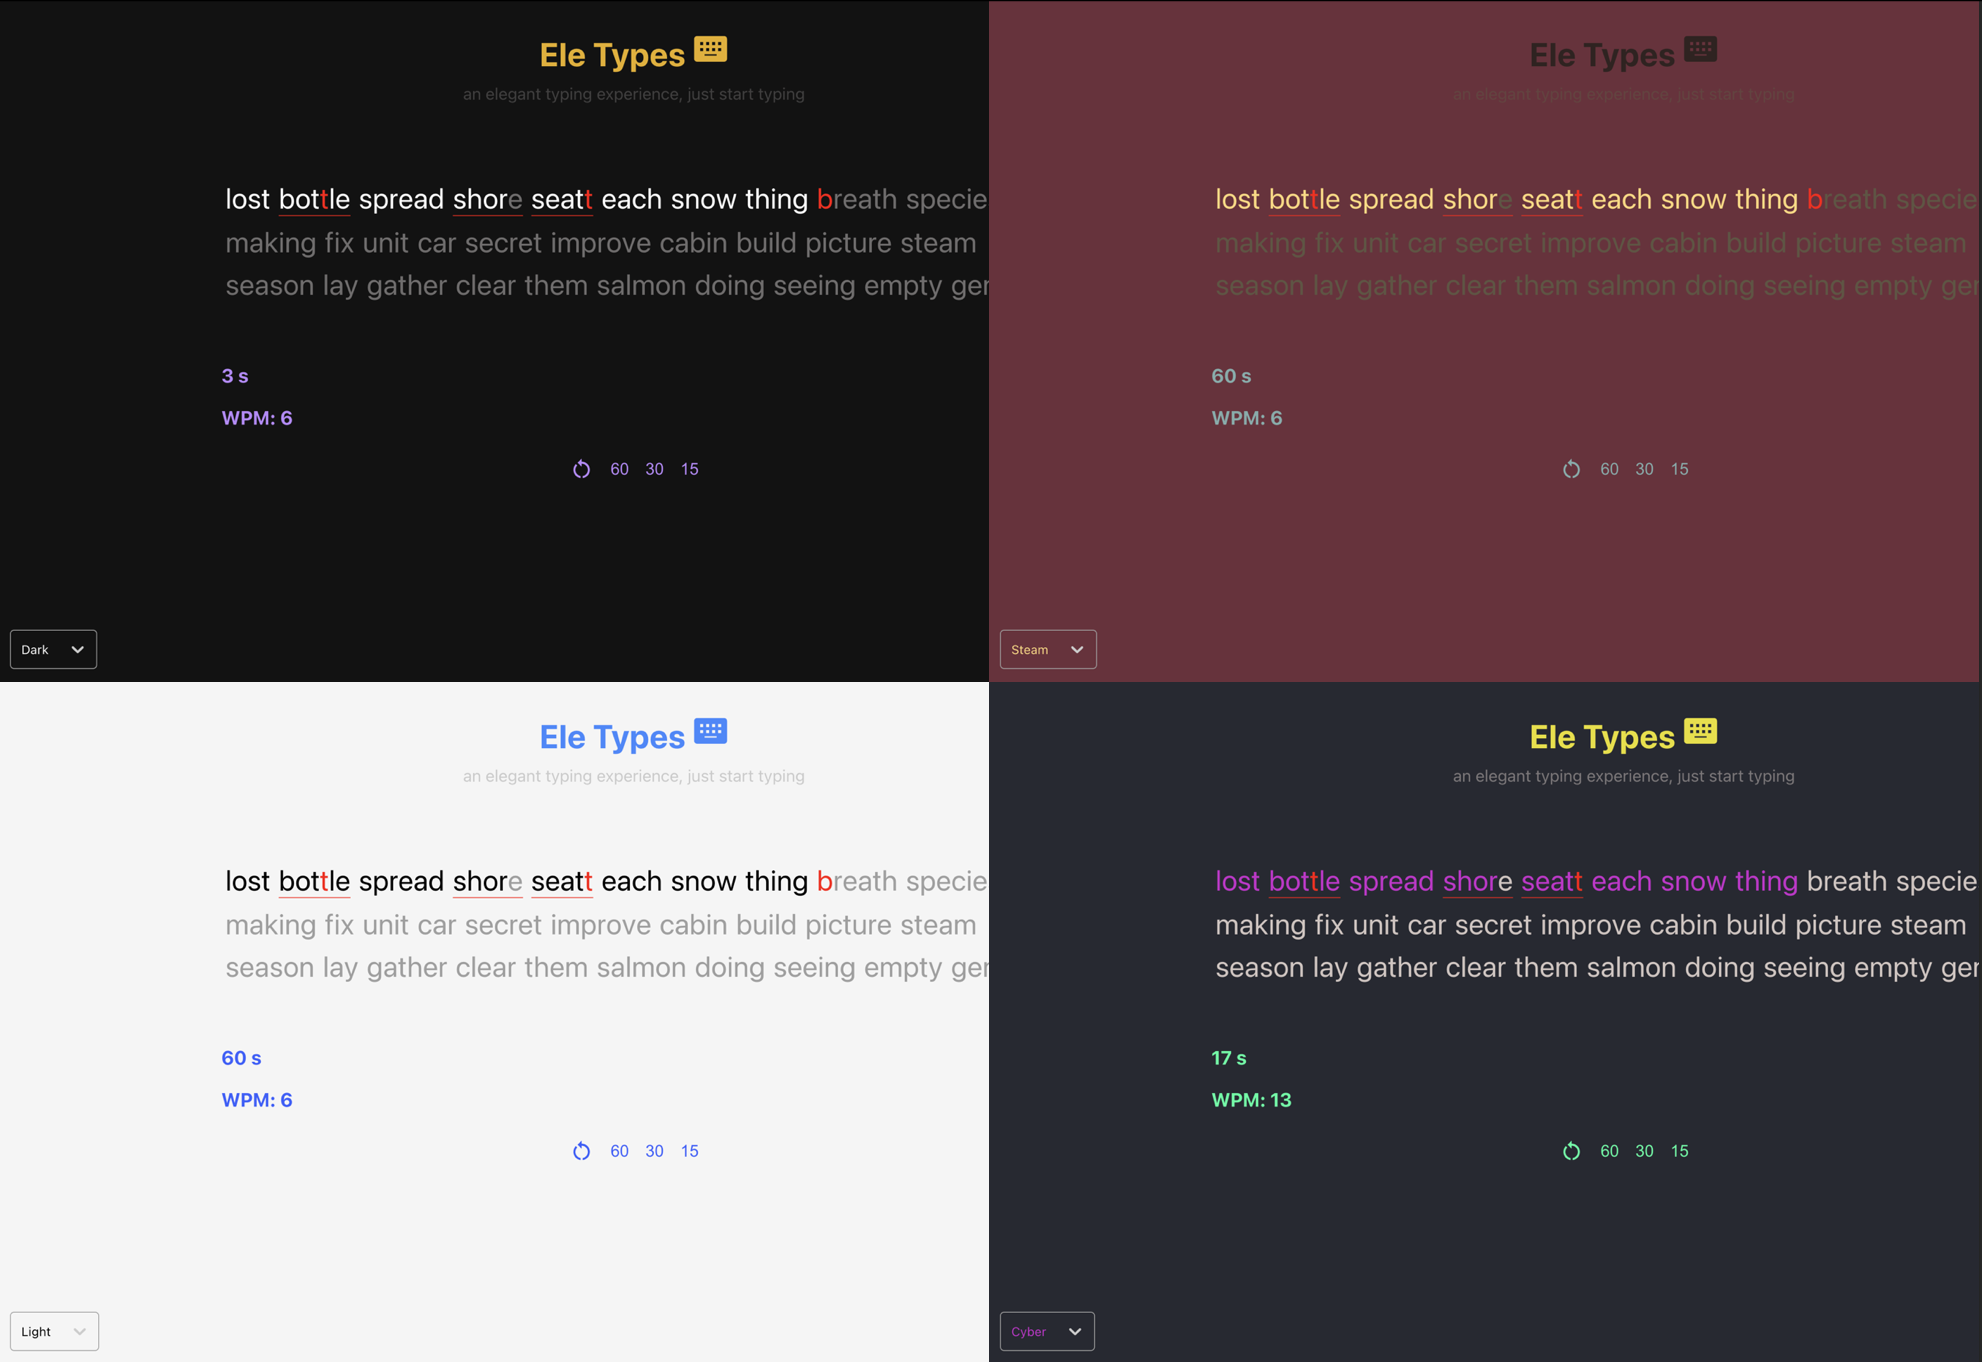 Ele Types
an elegant typing experience, just start typing
lost bottle spread shore seatt each snow thing breath specie
making fix unit car secret improve cabin build picture steam
season lay gather clear them salmon doing seeing empty ger
3 s
WPM: 6
60 30 15
Dark
Ele Types
an elegant typing experience, just start typing
lost bottle spread shore seatt each snow thing breath specie
making fix unit car secret improve cabin build picture steam
season lay gather clear them salmon doing seeing empty ger
60 s
WPM: 6
60 30 15
Steam
Ele Types
an elegant typing experience, just start typing
lost bottle spread shore seatt each snow thing breath specie
making fix unit car secret improve cabin build picture steam
season lay gather clear them salmon doing seeing empty ger
60 s
WPM: 6
60 30 15
Light
Ele Types
an elegant typing experience, just start typing
lost bottle spread shore seatt each snow thing breath specie
making fix unit car secret improve cabin build picture steam
season lay gather clear them salmon doing seeing empty ger
17 s
WPM: 13
60 30 15
Cyber